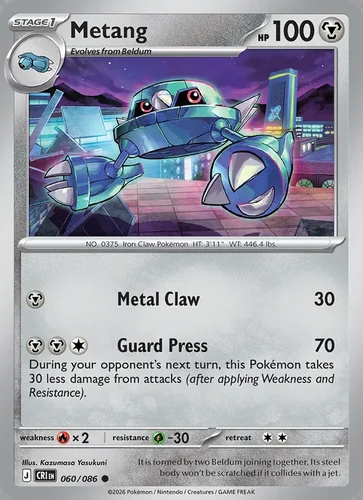 STAGE1 Metang HP 100
Evolves from Beldum
NO. 0375 Iron Claw Pokémon HT: 3'11" WT: 446.4 lbs.
Metal Claw 30
Guard Press 70
During your opponent's next turn, this Pokémon takes
30 less damage from attacks (after applying Weakness and
Resistance).
weakness ×2 resistance -30 retreat
Illus. Kazumasa Yasukuni
J CRI EN 060/086
It is formed by two Beldum joining together. Its steel
body won't be scratched if it collides with a jet.
©2026 Pokémon / Nintendo / Creatures / GAME FREAK